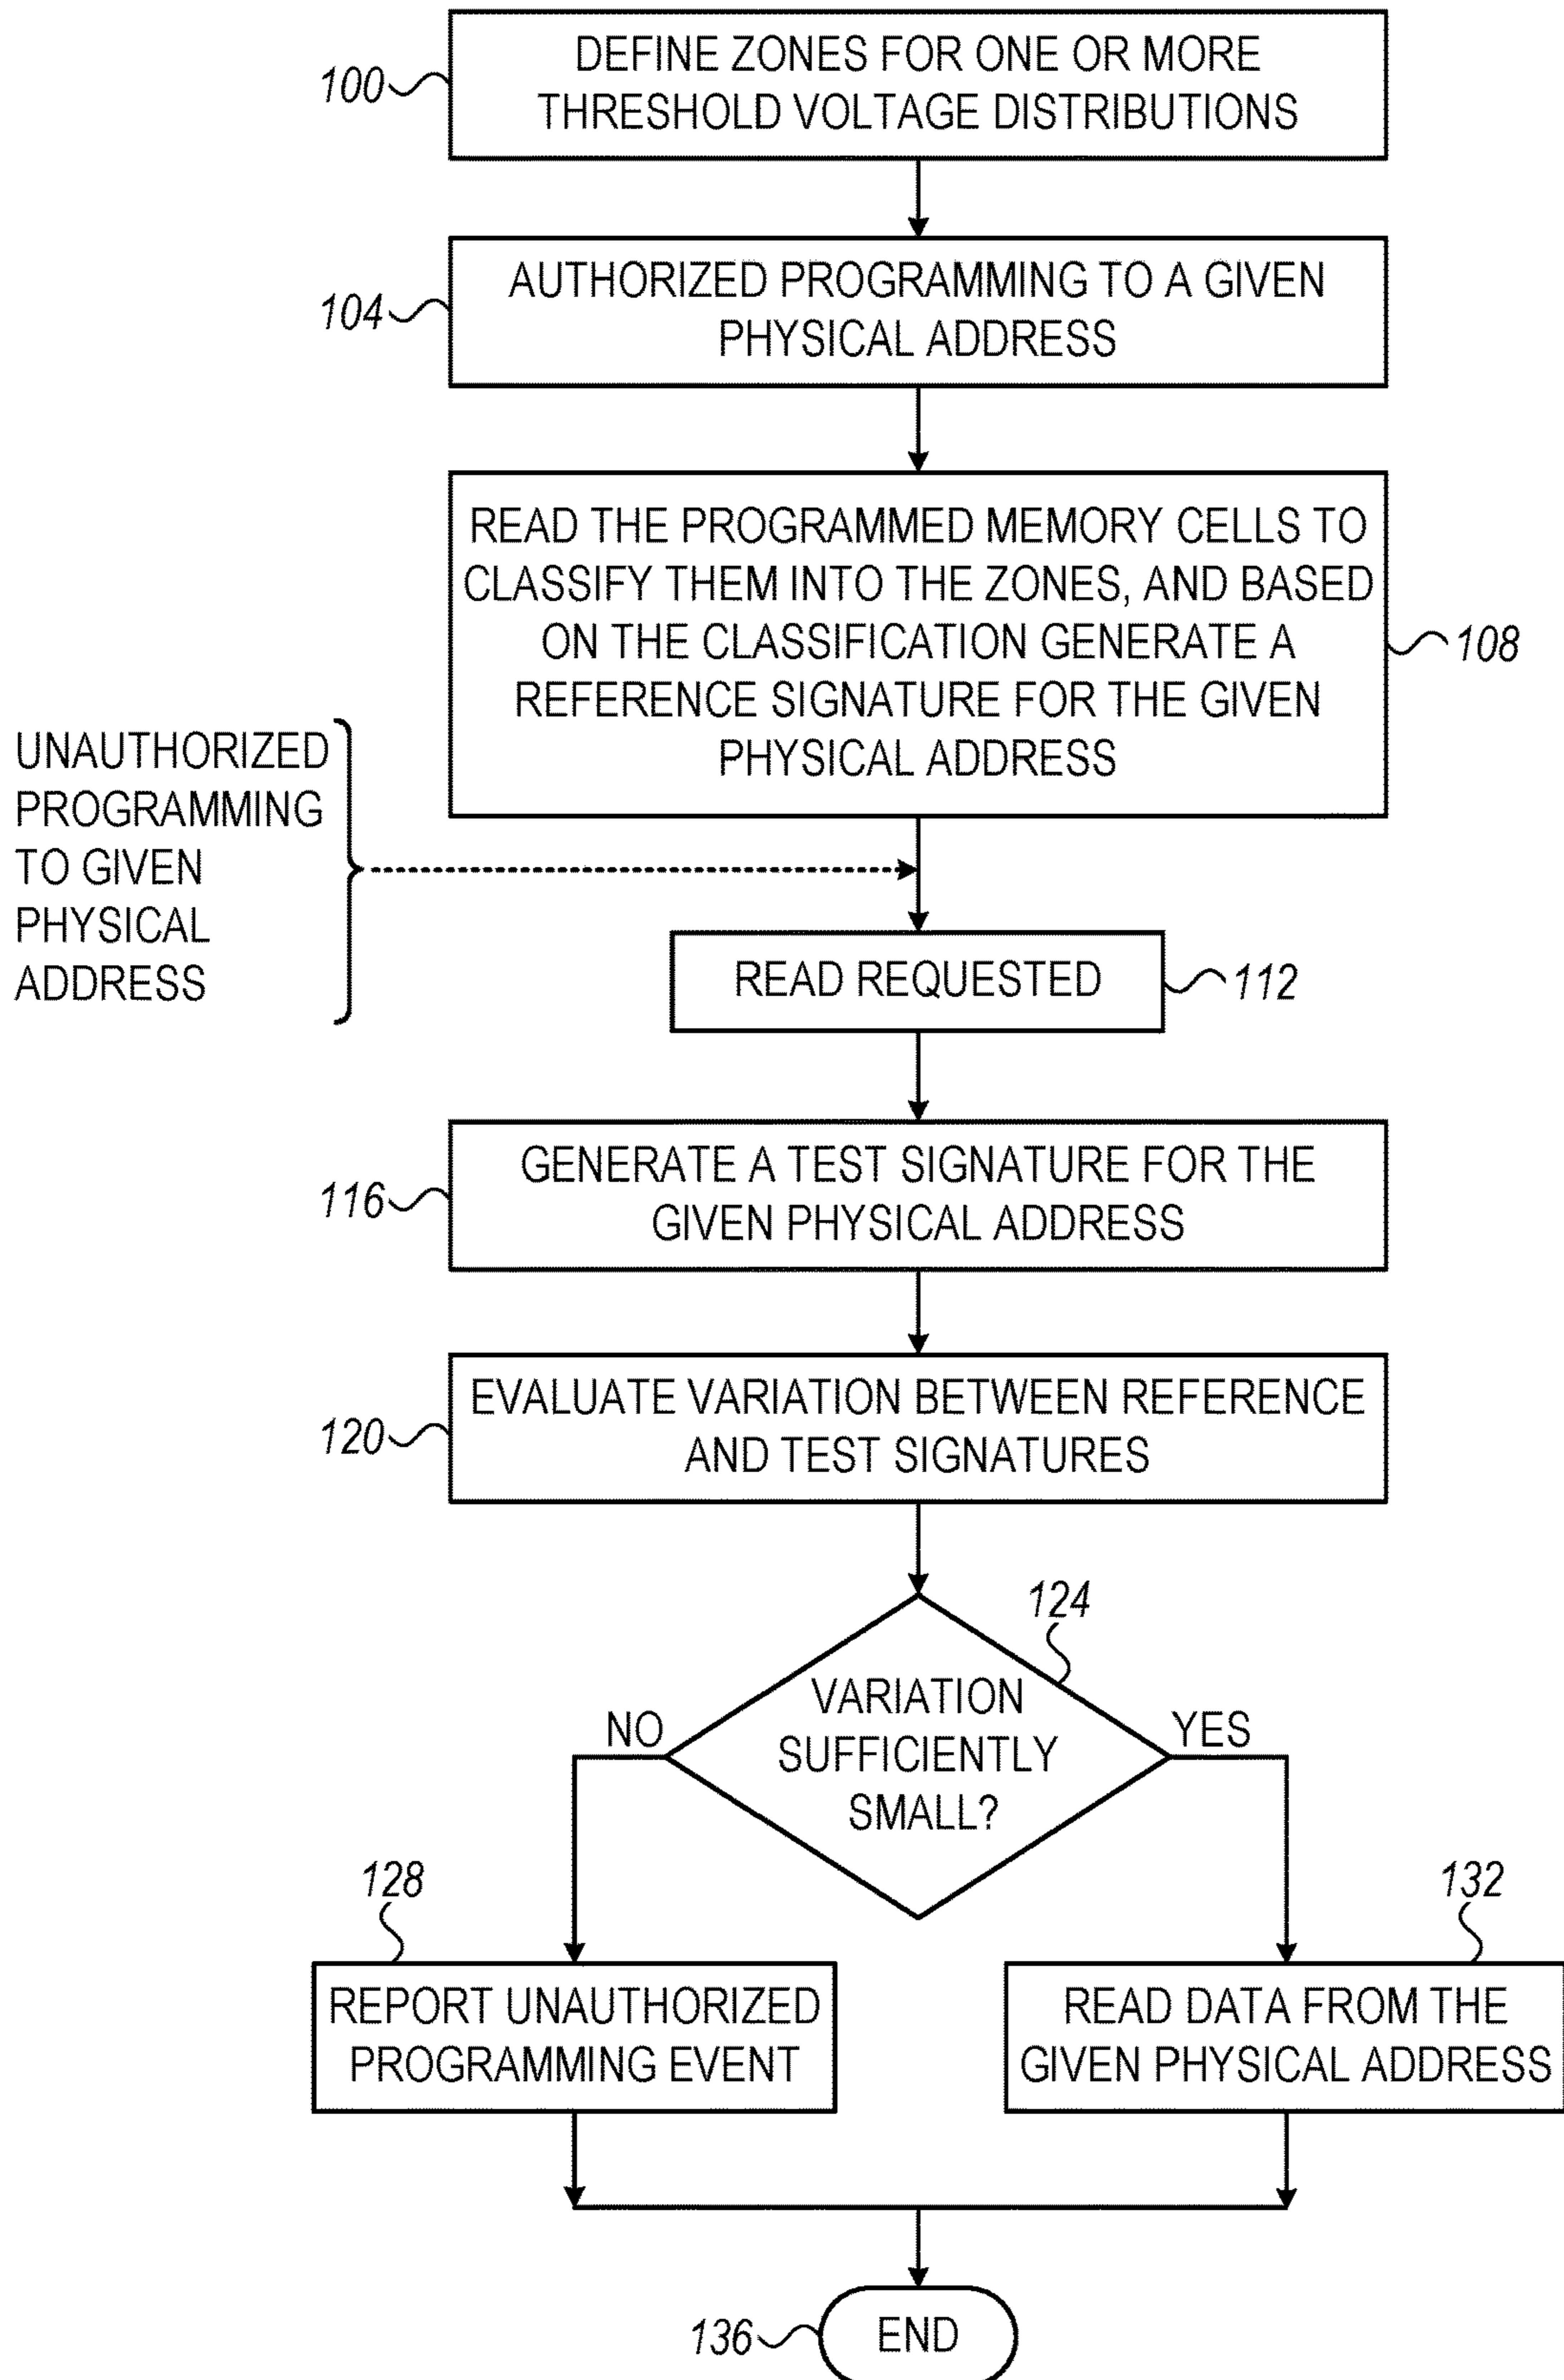 100
DEFINE ZONES FOR ONE OR MORE
THRESHOLD VOLTAGE DISTRIBUTIONS
104
AUTHORIZED PROGRAMMING TO A GIVEN
PHYSICAL ADDRESS
READ THE PROGRAMMED MEMORY CELLS TO
CLASSIFY THEM INTO THE ZONES, AND BASED
ON THE CLASSIFICATION GENERATE A
REFERENCE SIGNATURE FOR THE GIVEN
PHYSICAL ADDRESS
108
UNAUTHORIZED
PROGRAMMING
TO GIVEN
PHYSICAL
ADDRESS
READ REQUESTED
112
116
GENERATE A TEST SIGNATURE FOR THE
GIVEN PHYSICAL ADDRESS
120
EVALUATE VARIATION BETWEEN REFERENCE
AND TEST SIGNATURES
124
VARIATION
SUFFICIENTLY
SMALL?
NO
YES
128
REPORT UNAUTHORIZED
PROGRAMMING EVENT
132
READ DATA FROM THE
GIVEN PHYSICAL ADDRESS
136
END